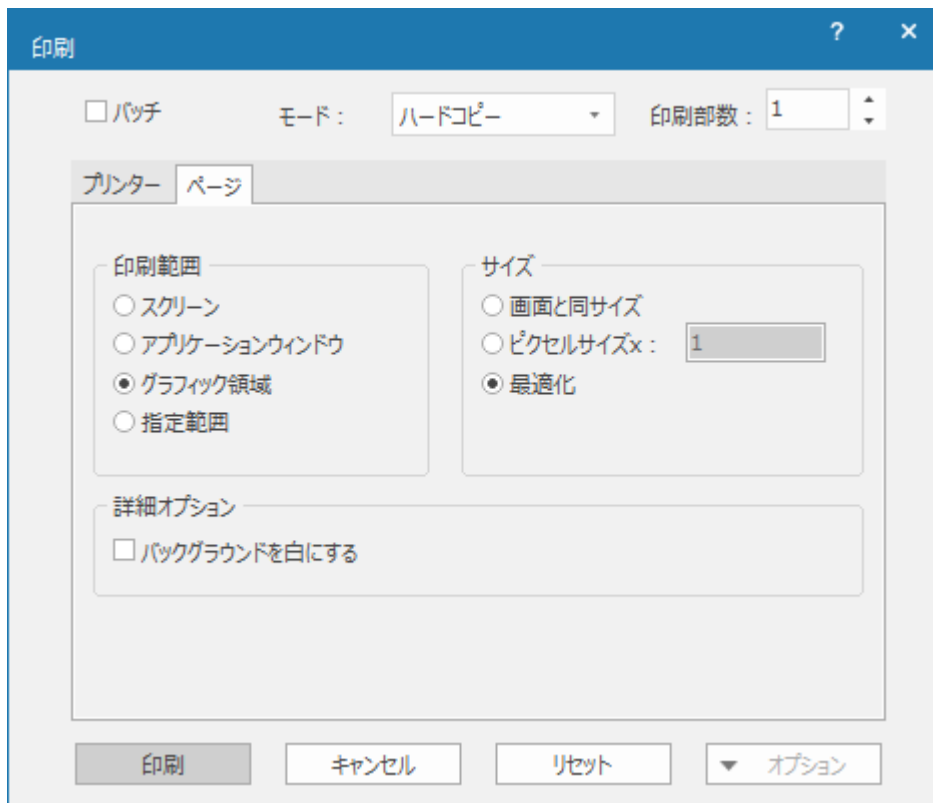 印刷
? ×
バッチ モード： ハードコピー 印刷部数： 1
プリンター ページ
印刷範囲
スクリーン
アプリケーションウィンドウ
グラフィック領域
指定範囲
サイズ
画面と同サイズ
ピクセルサイズx： 1
最適化
詳細オプション
バックグラウンドを白にする
印刷 キャンセル リセット オプション